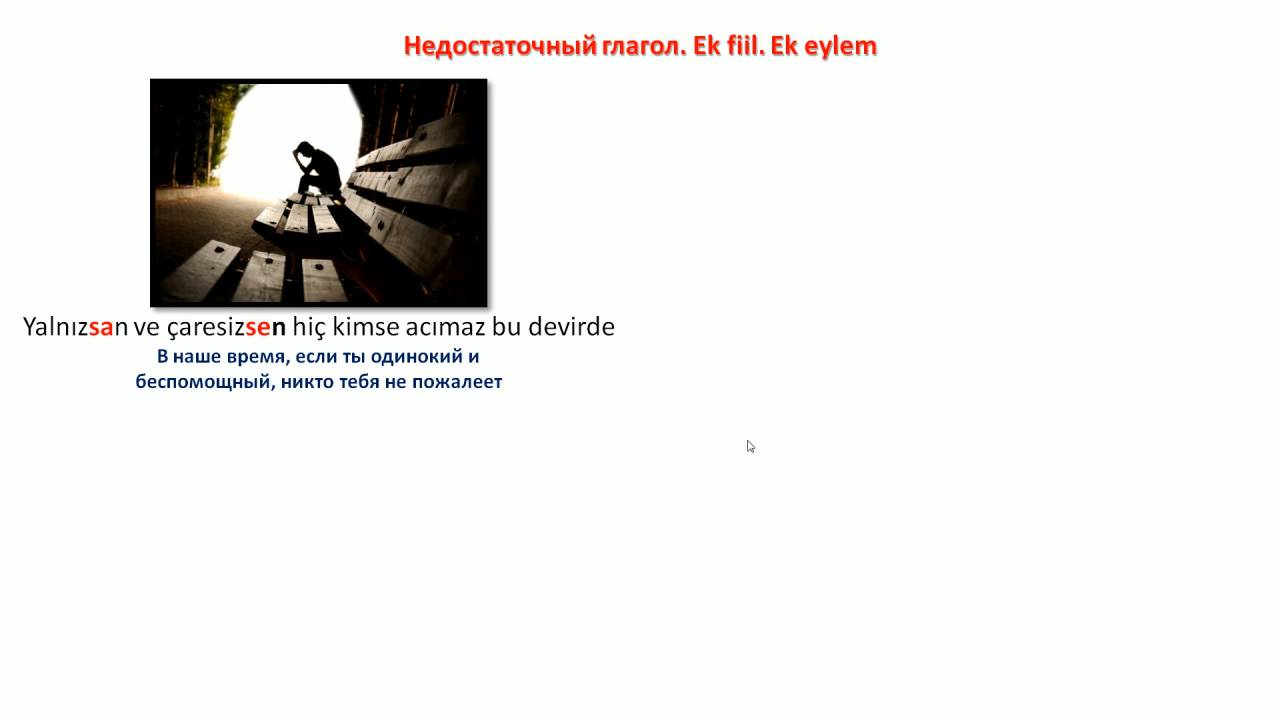 Недостаточный глагол. Ek fiil. Ek eylem
Yalnızsan ve çaresizsen hiç kimse acımaz bu devirde
В наше время, если ты одинокий и
беспомощный, никто тебя не пожалеет